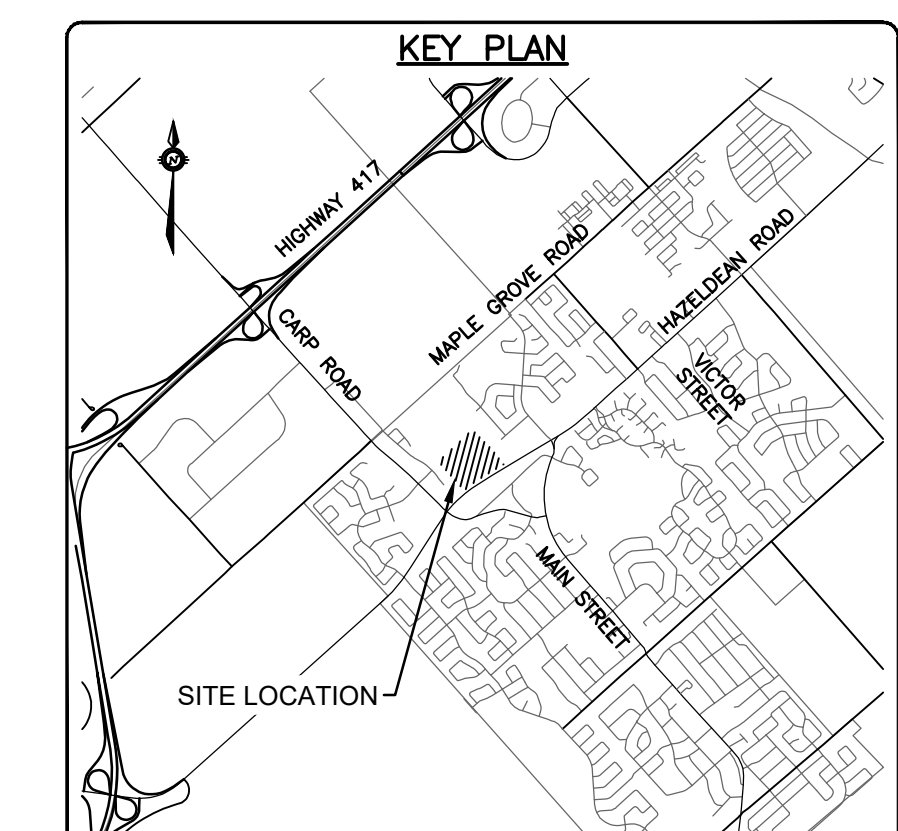 KEY PLAN
N
HIGHWAY 417
CARP ROAD
MAPLE GROVE ROAD
HAZELDEAN ROAD
VICTOR
STREET
MAIN STREET
SITE LOCATION